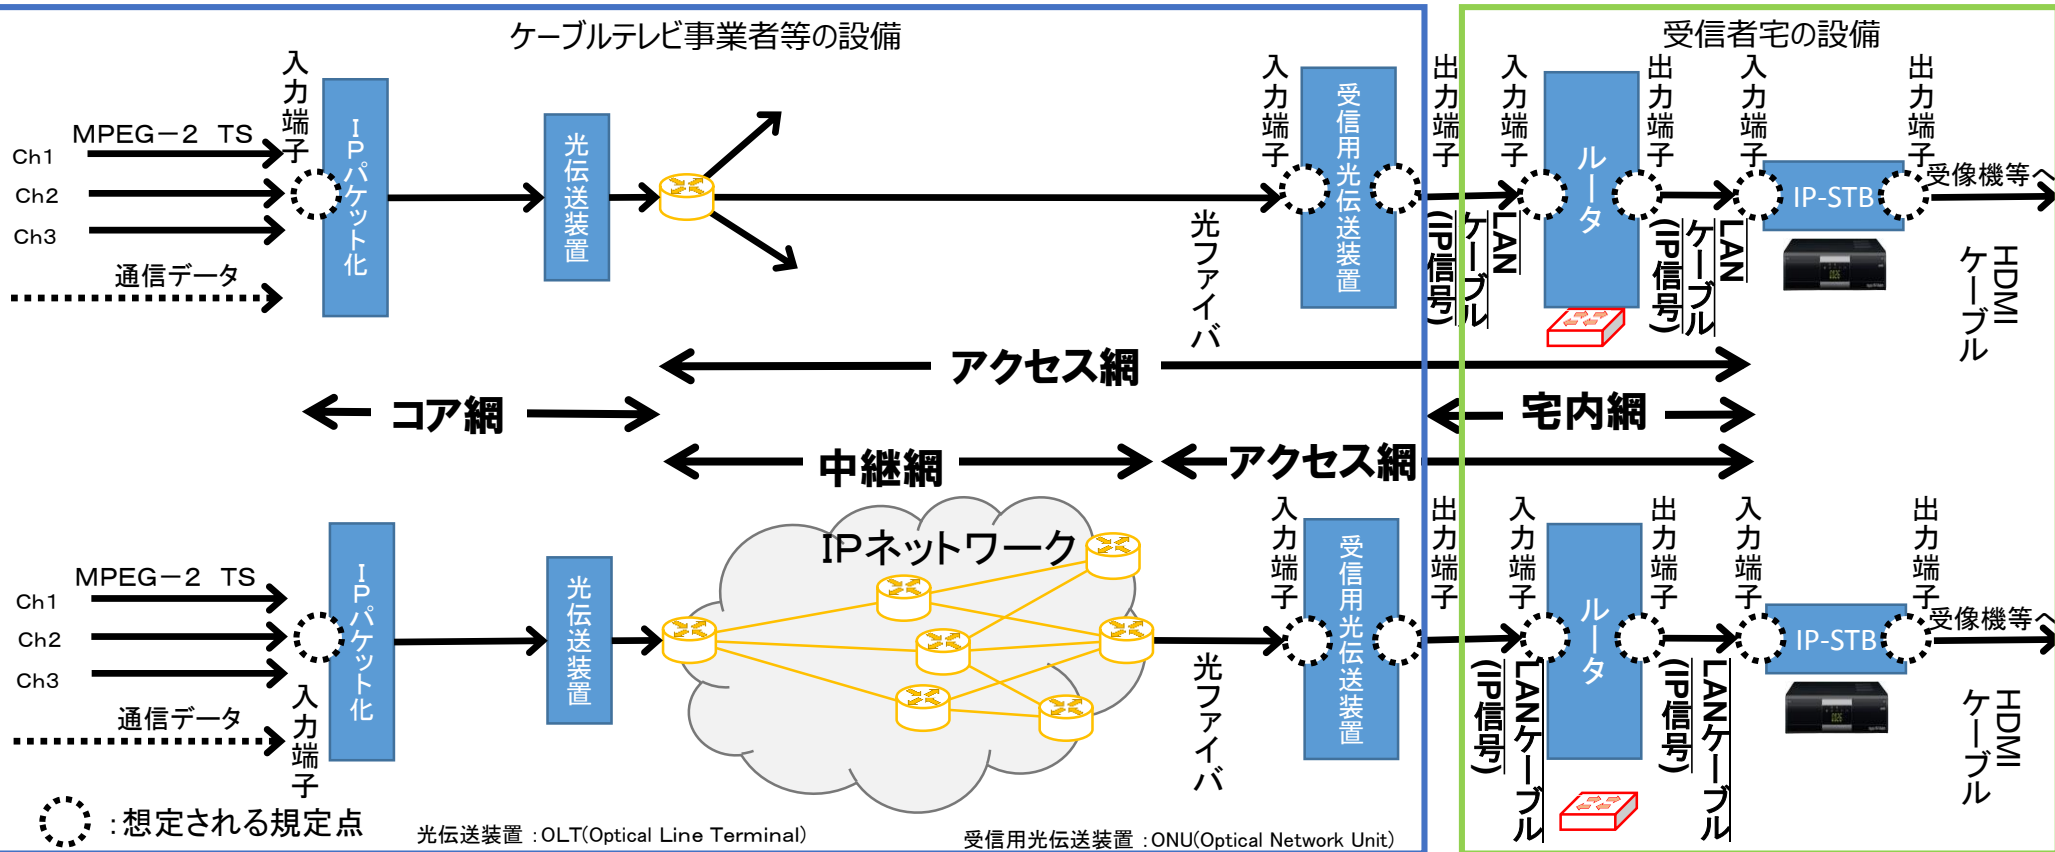 ケーブルテレビ事業者等の設備
受信者宅の設備
入力端子
MPEG－2 TS
Ch1
Ch2
Ch3
通信データ
IPパケット化
光伝送装置
光ファイバ
入力端子
受信用光伝送装置
出力端子
LAN
ケーブル
(IP信号)
入力端子
ルータ
出力端子
LAN
ケーブル
(IP信号)
入力端子
IP-STB
出力端子
受像機等へ
HDMI
ケーブル
アクセス網
コア網
宅内網
中継網
アクセス網
MPEG－2 TS
Ch1
Ch2
Ch3
通信データ
入力端子
IPパケット化
光伝送装置
IPネットワーク
光ファイバ
入力端子
受信用光伝送装置
出力端子
LANケーブル
(IP信号)
入力端子
ルータ
出力端子
LANケーブル
(IP信号)
入力端子
IP-STB
出力端子
受像機等へ
HDMI
ケーブル
：想定される規定点
光伝送装置：OLT(Optical Line Terminal)
受信用光伝送装置：ONU(Optical Network Unit)